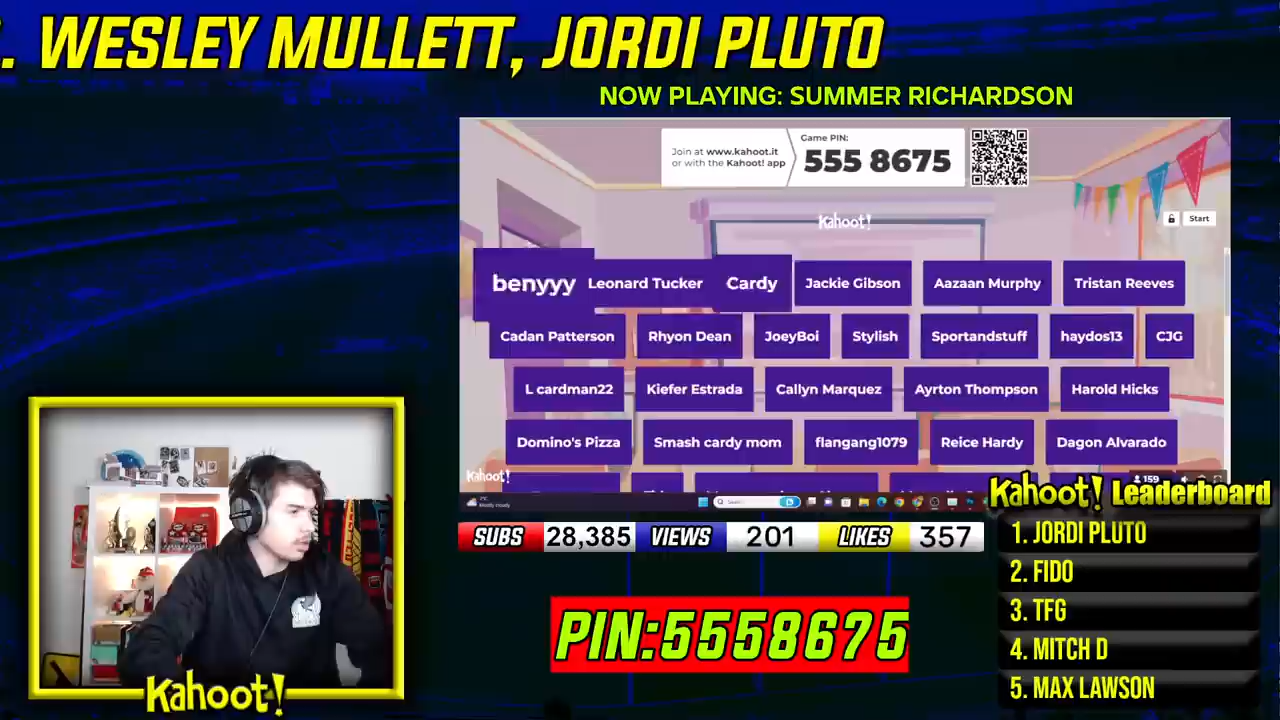 . WESLEY MULLETT, JORDI PLUTO
NOW PLAYING: SUMMER RICHARDSON
Join at www.kahoot.it
or with the Kahoot! app
Game PIN:
555 8675
Kahoot!
Start
benyyy Leonard Tucker Cardy Jackie Gibson Aazaan Murphy Tristan Reeves
Cadan Patterson Rhyon Dean JoeyBoi Stylish Sportandstuff haydos13 CJG
L cardman22 Kiefer Estrada Callyn Marquez Ayrton Thompson Harold Hicks
Domino's Pizza Smash cardy mom flangang1079 Reice Hardy Dagon Alvarado
Kahoot!
159
Search
SUBS 28,385 VIEWS 201 LIKES 357
PIN:5558675
Kahoot! Leaderboard
1. JORDI PLUTO
2. FIDO
3. TFG
4. MITCH D
5. MAX LAWSON
Kahoot!